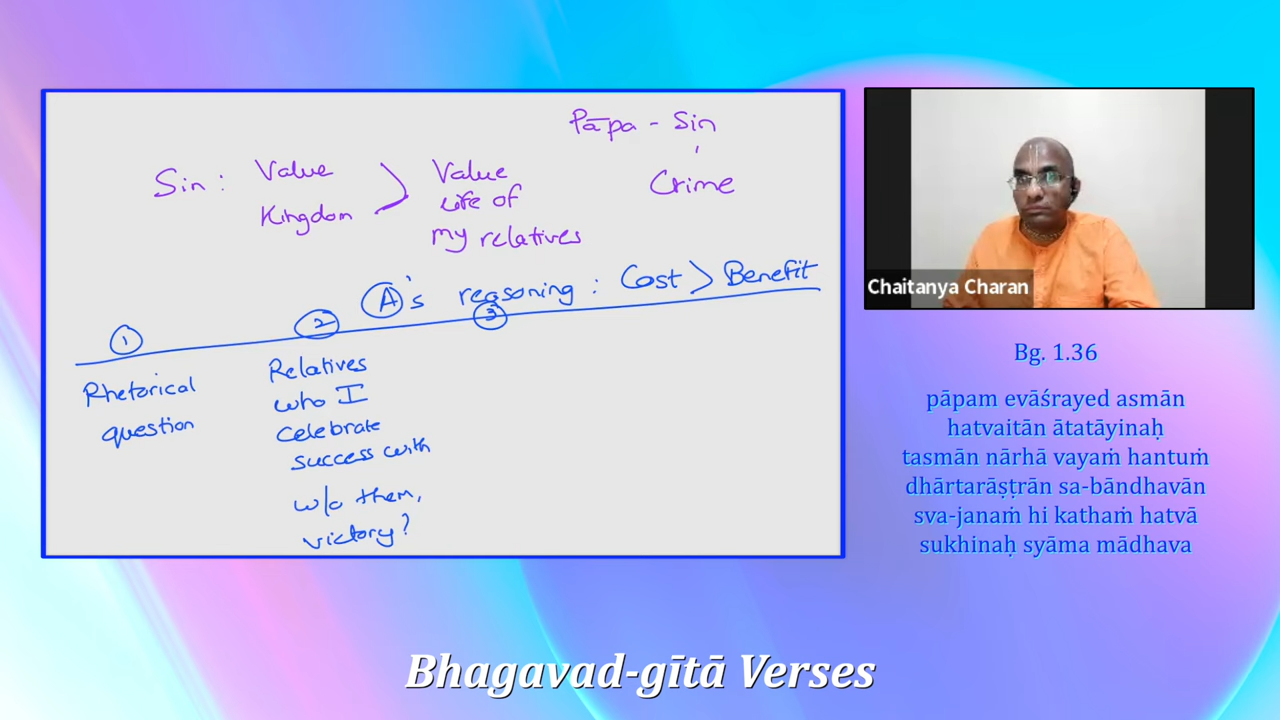 Pāpa - Sin
Crime
Sin : Value
Kingdom
>
Value
Life of
my relatives
A's reasoning : Cost > Benefit
1
Rhetorical
question
2
Relatives
who I
celebrate
success with
w/o them,
victory?
3
Chaitanya Charan
Bg. 1.36
pāpam evāśrayed asmān
hatvaitān ātatāyinaḥ
tasmān nārhā vayaṁ hantuṁ
dhārtarāṣṭrān sa-bāndhavān
sva-janaṁ hi kathaṁ hatvā
sukhinaḥ syāma mādhava
Bhagavad-gītā Verses